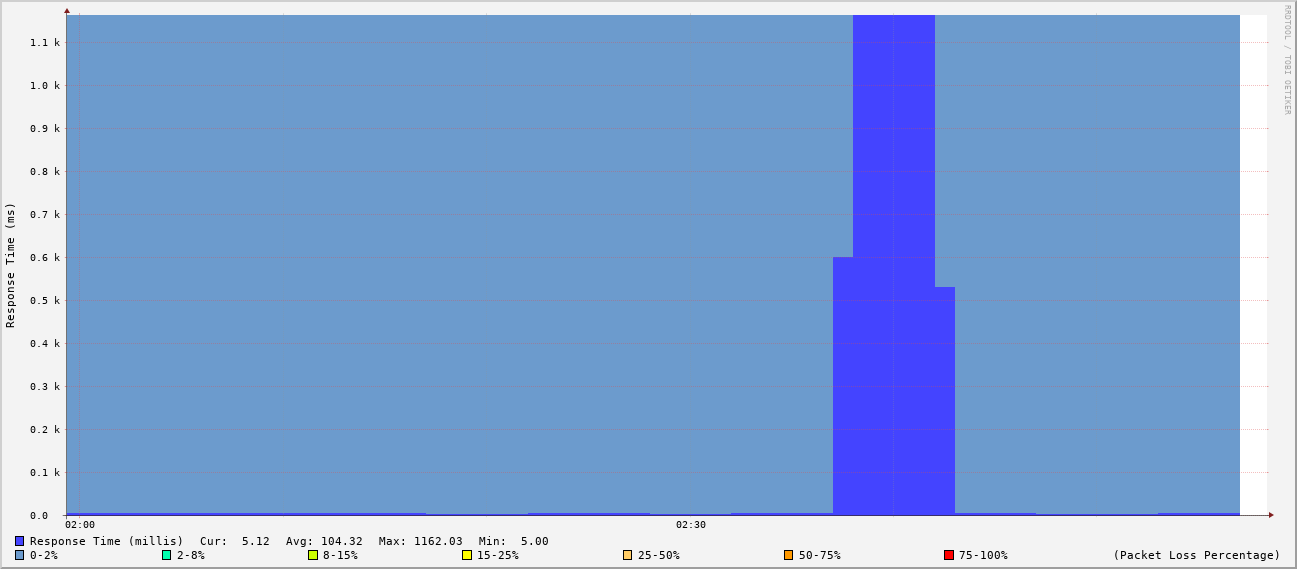 RRDTOOL / TOBI OETIKER
Response Time (ms)
1.1 k
1.0 k
0.9 k
0.8 k
0.7 k
0.6 k
0.5 k
0.4 k
0.3 k
0.2 k
0.1 k
0.0
02:00 02:30
Response Time (millis) Cur: 5.12 Avg: 104.32 Max: 1162.03 Min: 5.00
0-2% 2-8% 8-15% 15-25% 25-50% 50-75% 75-100% (Packet Loss Percentage)